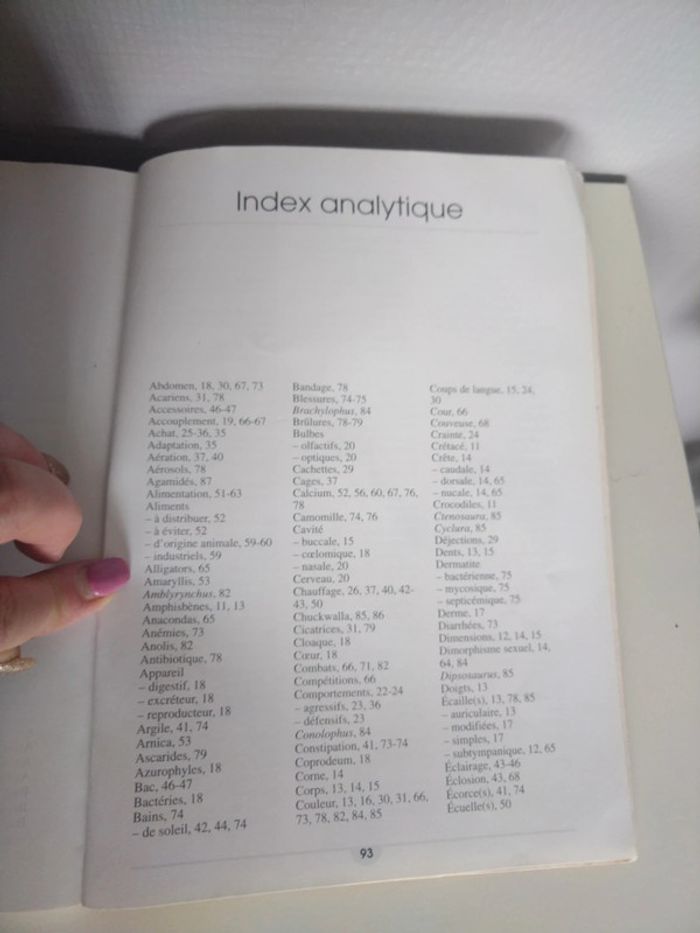 Index analytique
Abdomen, 18, 30, 67, 73
Acariens, 31, 78
Accessoires, 46-47
Accouplement, 19, 66-67
Achat, 25-36, 35
Adaptation, 35
Aération, 37, 40
Aérosols, 78
Agamidés, 87
Alimentation, 51-63
Aliments
– à distribuer, 52
– à éviter, 52
– d'origine animale, 59-60
– industriels, 59
Alligators, 65
Amaryllis, 53
Amblyrynchus, 82
Amphisbènes, 11, 13
Anacondas, 65
Anémies, 73
Anolis, 82
Antibiotique, 78
Appareil
– digestif, 18
– excréteur, 18
– reproducteur, 18
Argile, 41, 74
Arnica, 53
Ascarides, 79
Azurophyles, 18
Bac, 46-47
Bactéries, 18
Bains, 74
– de soleil, 42, 44, 74
Bandage, 78
Blessures, 74-75
Brachylophus, 84
Brûlures, 78-79
Bulbes
– olfactifs, 20
– optiques, 20
Cachettes, 29
Cages, 37
Calcium, 52, 56, 60, 67, 76,
78
Camomille, 74, 76
Cavité
– buccale, 15
– cœlomique, 18
– nasale, 20
Cerveau, 20
Chauffage, 26, 37, 40, 42-
43, 50
Chuckwalla, 85, 86
Cicatrices, 31, 79
Cloaque, 18
Cœur, 18
Combats, 66, 71, 82
Compétitions, 66
Comportements, 22-24
– agressifs, 23, 36
– défensifs, 23
Conolophus, 84
Constipation, 41, 73-74
Coprodeum, 18
Corne, 14
Corps, 13, 14, 15
Couleur, 13, 16, 30, 31, 66,
73, 78, 82, 84, 85
Coups de langue, 15, 24,
30
Cour, 66
Couveuse, 68
Crainte, 24
Crétacé, 11
Crête, 14
– caudale, 14
– dorsale, 14, 65
– nucale, 14, 65
Crocodiles, 11
Ctenosaura, 85
Cyclura, 85
Déjections, 29
Dents, 13, 15
Dermatite
– bactérienne, 75
– mycosique, 75
– septicémique, 75
Derme, 17
Diarrhées, 73
Dimensions, 12, 14, 15
Dimorphisme sexuel, 14,
64, 84
Dipsosaurus, 85
Doigts, 13
Écaille(s), 13, 78, 85
– auriculaire, 13
– modifiées, 17
– simples, 17
– subtympanique, 12, 65
Éclairage, 43-46
Éclosion, 43, 68
Écorce(s), 41, 74
Écuelle(s), 50
93